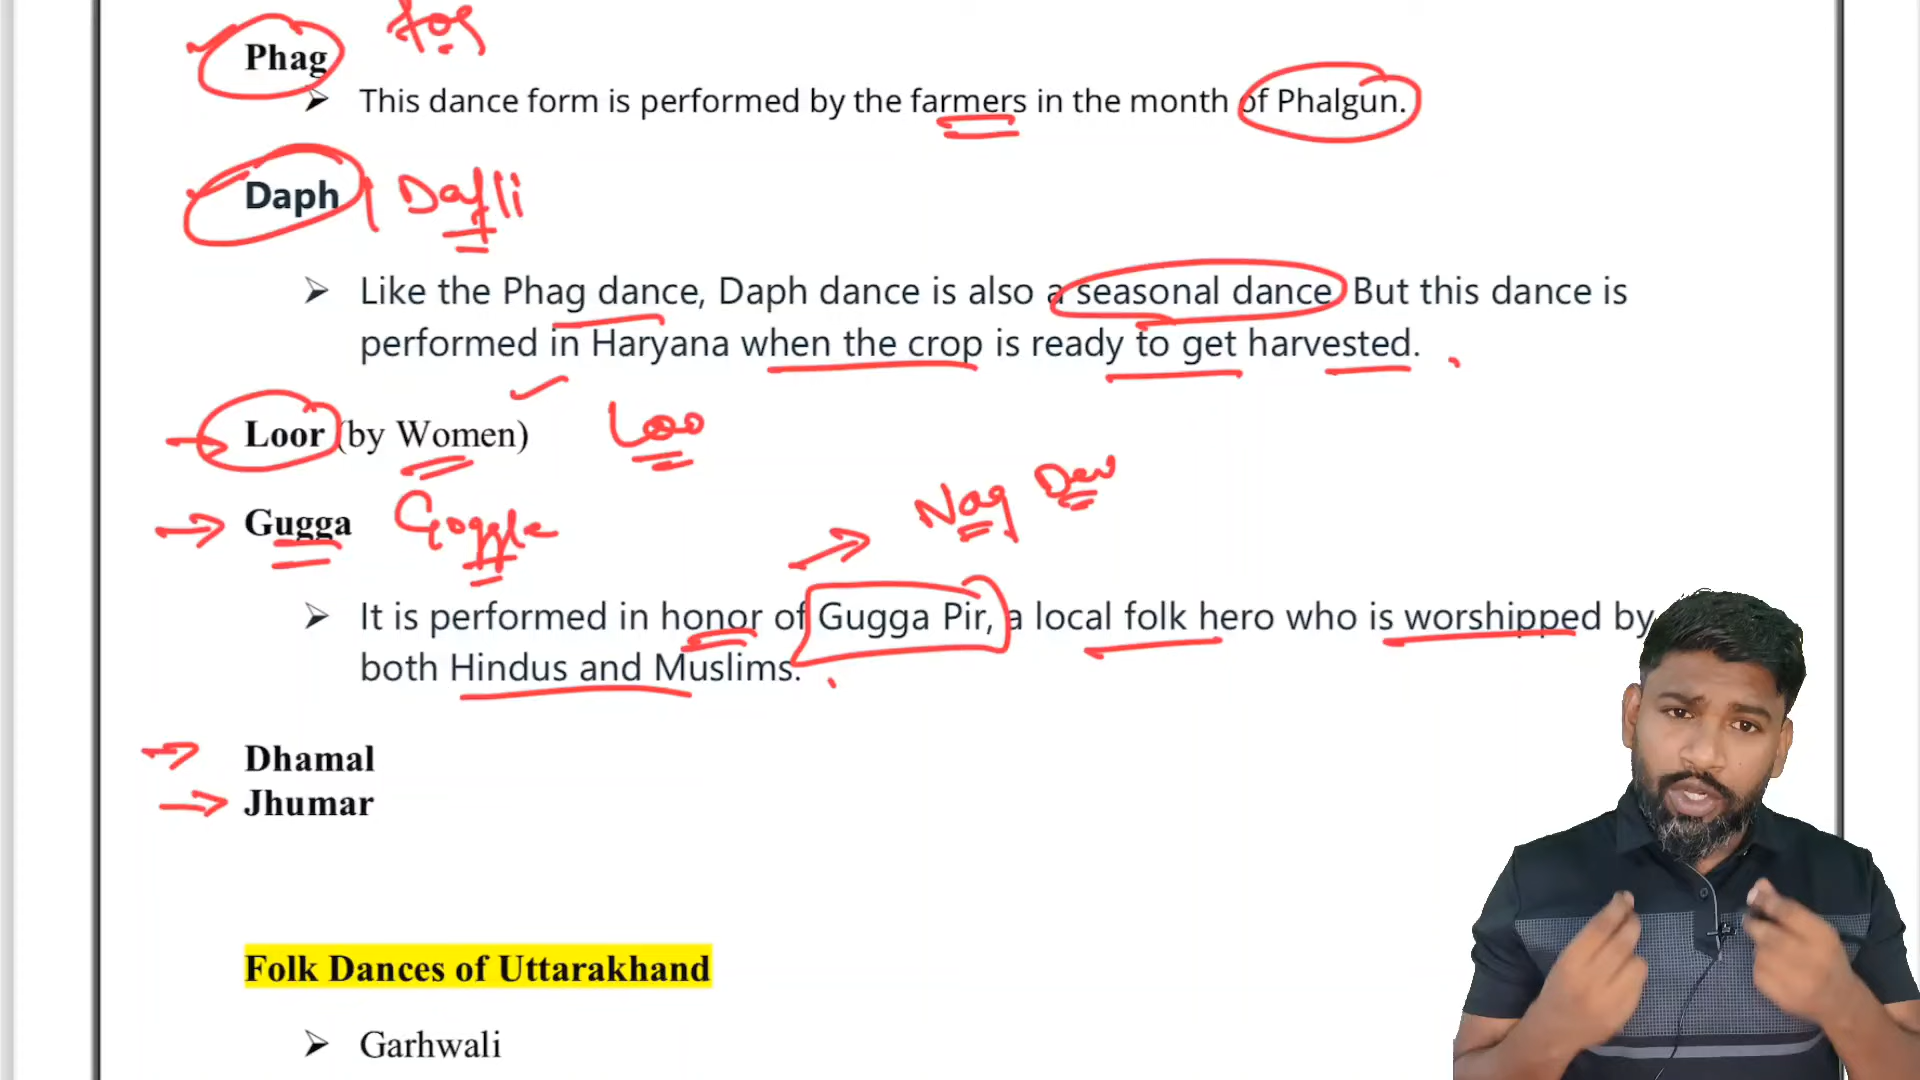 Phag
➤ This dance form is performed by the farmers in the month of Phalgun.
Daph Dafli
➤ Like the Phag dance, Daph dance is also a seasonal dance But this dance is
performed in Haryana when the crop is ready to get harvested.
Loor (by Women) Loo
Gugga Goggle Nag Dev
➤ It is performed in honor of Gugga Pir, a local folk hero who is worshipped by
both Hindus and Muslims.
Dhamal
Jhumar
Folk Dances of Uttarakhand
➤ Garhwali